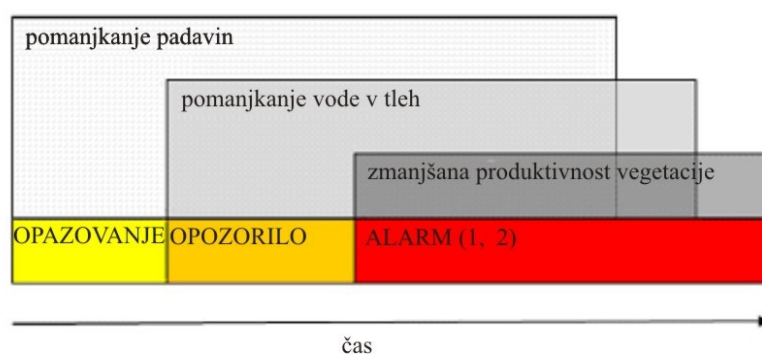 pomanjkanje padavin
pomanjkanje vode v tleh
zmanjšana produktivnost vegetacije
OPAZOVANJE OPOZORILO ALARM (1, 2)
čas